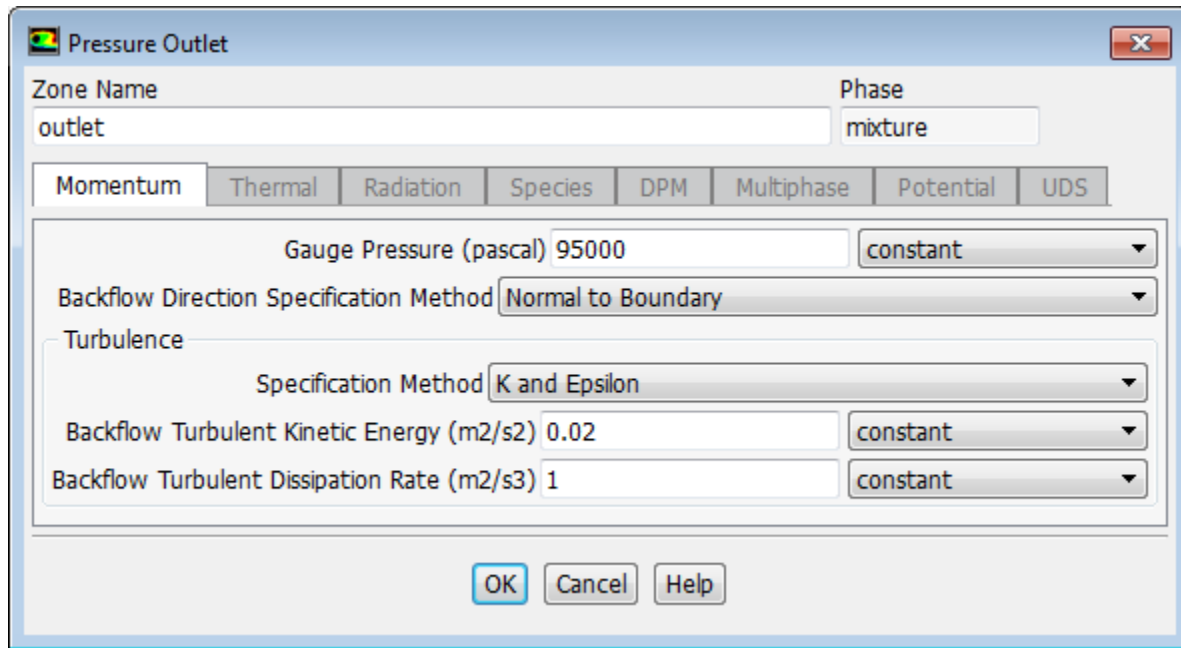 Pressure Outlet
Zone Name Phase
outlet mixture
Momentum Thermal Radiation Species DPM Multiphase Potential UDS
Gauge Pressure (pascal) 95000 constant
Backflow Direction Specification Method Normal to Boundary
Turbulence
Specification Method K and Epsilon
Backflow Turbulent Kinetic Energy (m2/s2) 0.02 constant
Backflow Turbulent Dissipation Rate (m2/s3) 1 constant
OK Cancel Help